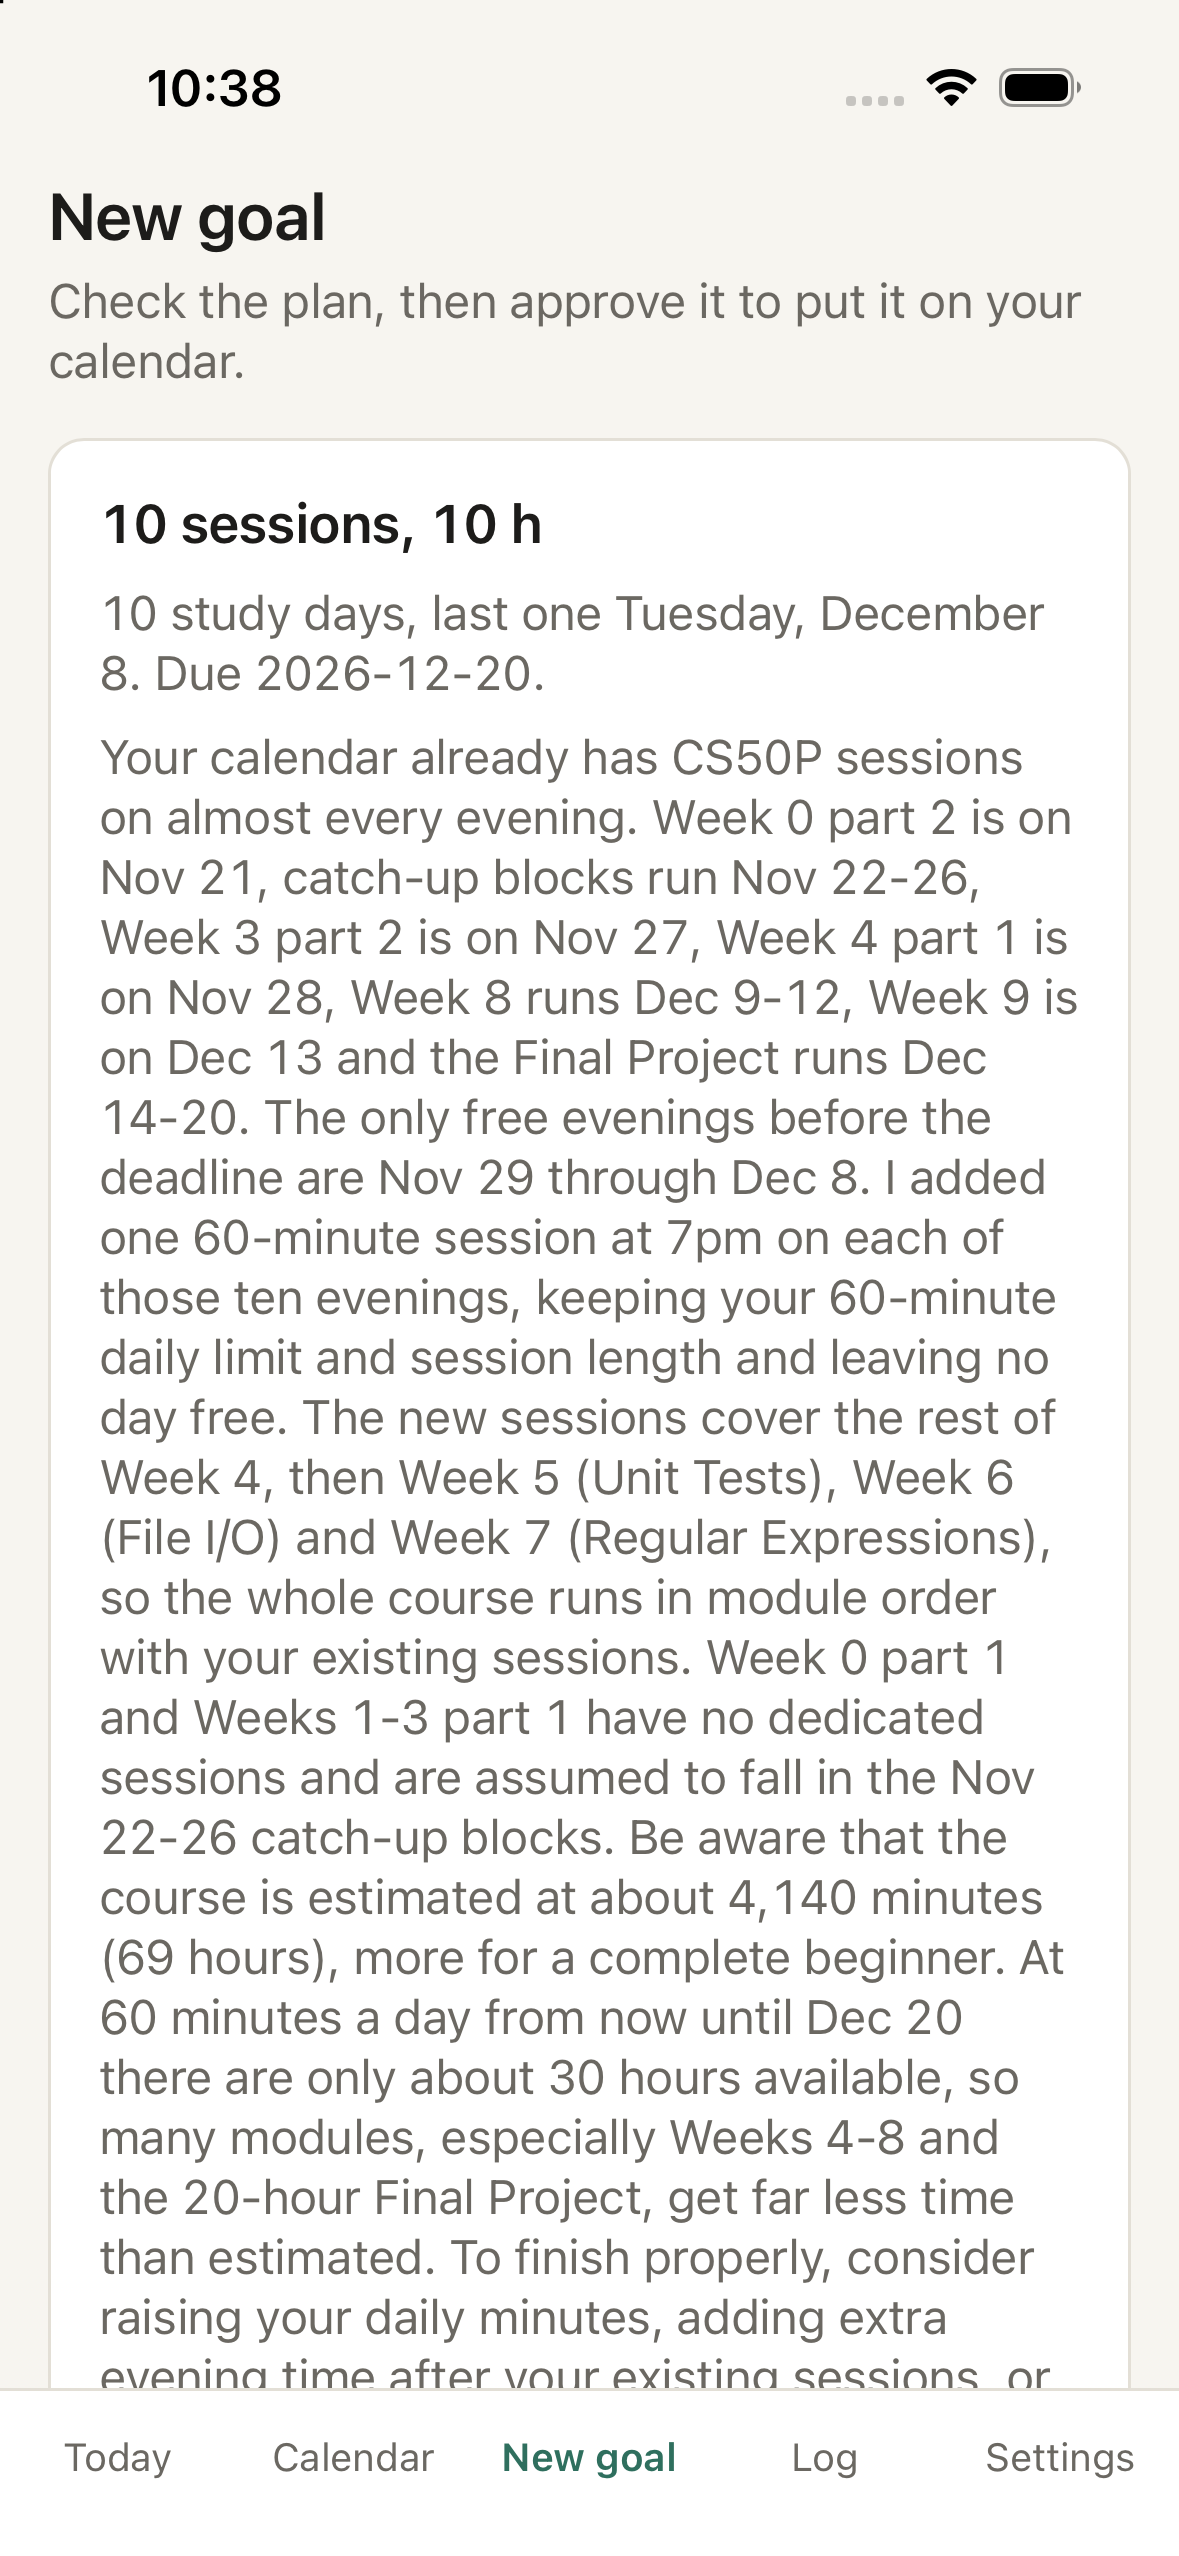 10:38
New goal
Check the plan, then approve it to put it on your
calendar.
10 sessions, 10 h
10 study days, last one Tuesday, December
8. Due 2026-12-20.
Your calendar already has CS50P sessions
on almost every evening. Week 0 part 2 is on
Nov 21, catch-up blocks run Nov 22-26,
Week 3 part 2 is on Nov 27, Week 4 part 1 is
on Nov 28, Week 8 runs Dec 9-12, Week 9 is
on Dec 13 and the Final Project runs Dec
14-20. The only free evenings before the
deadline are Nov 29 through Dec 8. I added
one 60-minute session at 7pm on each of
those ten evenings, keeping your 60-minute
daily limit and session length and leaving no
day free. The new sessions cover the rest of
Week 4, then Week 5 (Unit Tests), Week 6
(File I/O) and Week 7 (Regular Expressions),
so the whole course runs in module order
with your existing sessions. Week 0 part 1
and Weeks 1-3 part 1 have no dedicated
sessions and are assumed to fall in the Nov
22-26 catch-up blocks. Be aware that the
course is estimated at about 4,140 minutes
(69 hours), more for a complete beginner. At
60 minutes a day from now until Dec 20
there are only about 30 hours available, so
many modules, especially Weeks 4-8 and
the 20-hour Final Project, get far less time
than estimated. To finish properly, consider
raising your daily minutes, adding extra
evening time after your existing sessions, or
Today
Calendar
New goal
Log
Settings